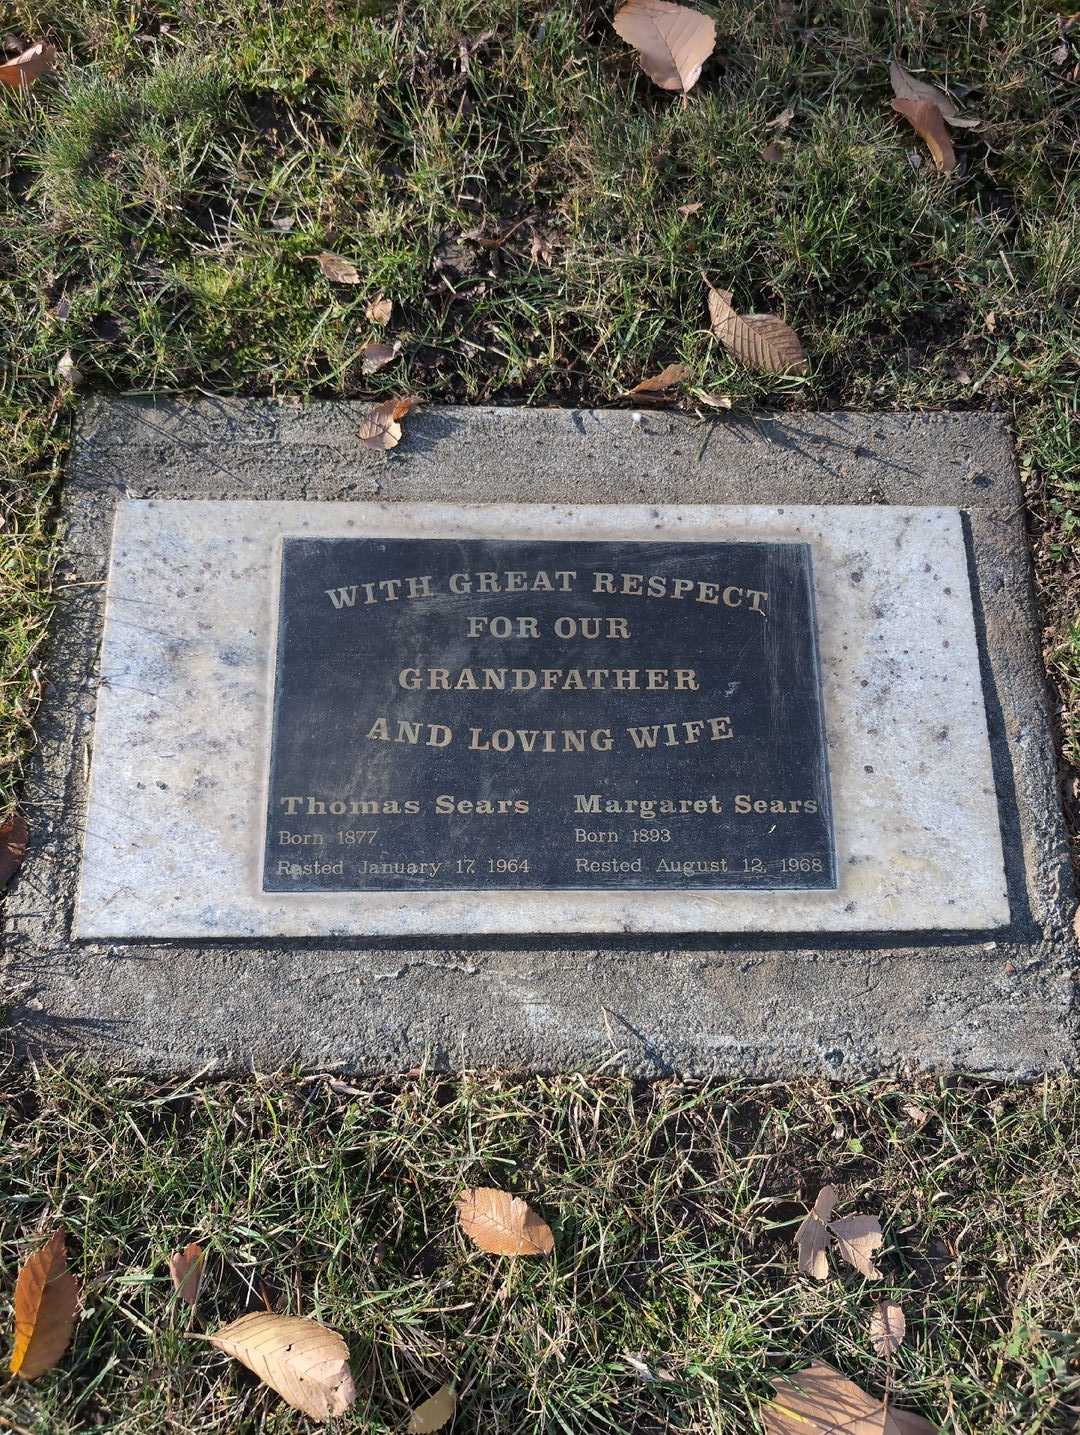 WITH GREAT RESPECT
FOR OUR
GRANDFATHER
AND LOVING WIFE
Thomas Sears
Born 1877
Rested January 17, 1964
Margaret Sears
Born 1893
Rested August 12, 1968